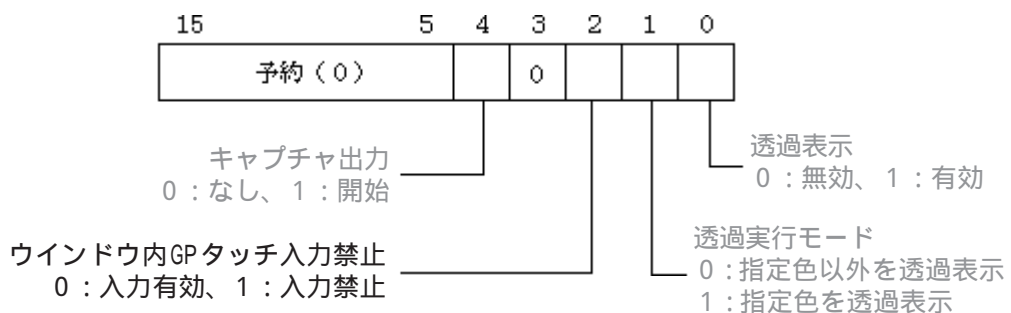 15 5 4 3 2 1 0
予約(0) 0
キャプチャ出力
0:なし、1:開始
透過表示
0:無効、1:有効
ウインドウ内GPタッチ入力禁止
0:入力有効、1:入力禁止
透過実行モード
0:指定色以外を透過表示
1:指定色を透過表示